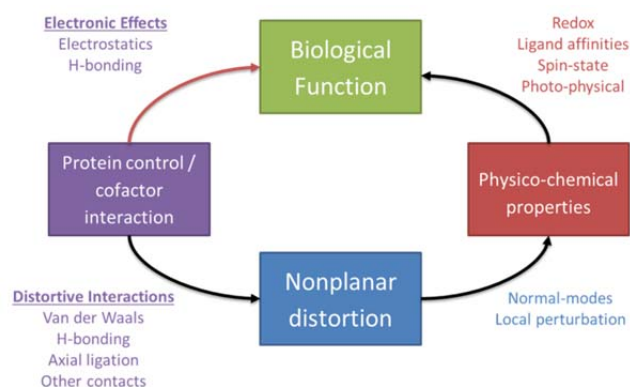 Electronic Effects
Electrostatics
H-bonding
Biological
Function
Redox
Ligand affinities
Spin-state
Photo-physical
Protein control /
cofactor
interaction
Physico-chemical
properties
Distortive Interactions
Van der Waals
H-bonding
Axial ligation
Other contacts
Nonplanar
distortion
Normal-modes
Local perturbation